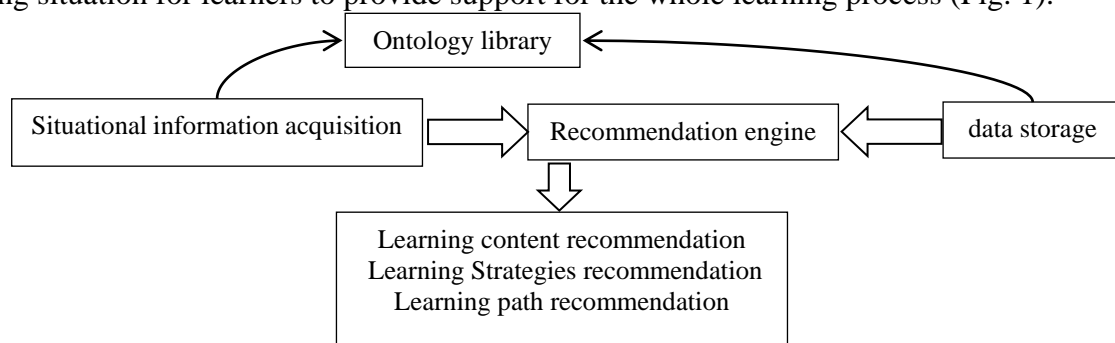 ng situation for learners to provide support for the whole learning process (Fig. 1).
Ontology library
Situational information acquisition
Recommendation engine
data storage
Learning content recommendation
Learning Strategies recommendation
Learning path recommendation